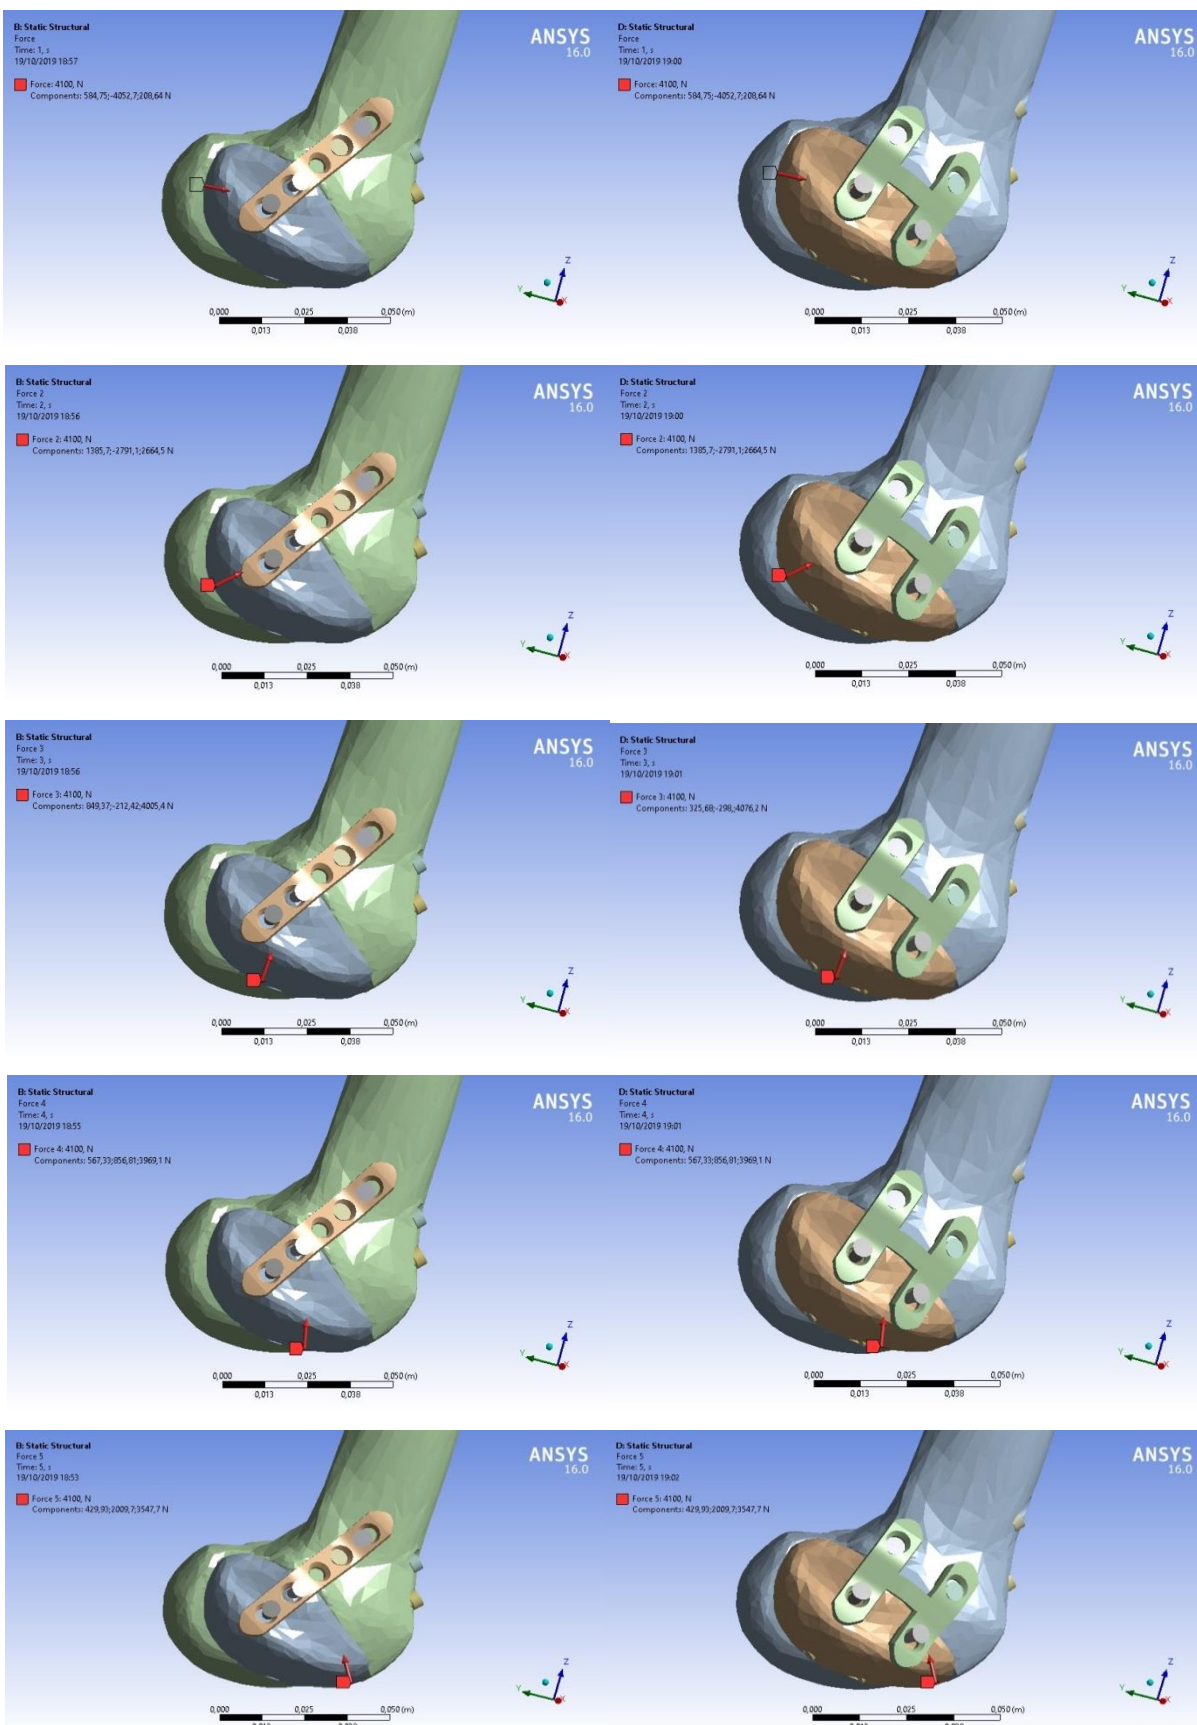 B: Static Structural
Force
Time: 1, s
19/10/2019 18:57
Force: 4100, N
Components: 584,75;-4052,7;208,64 N
ANSYS
16.0
Z
Y
X
0,000 0,025 0,050 (m)
0,013 0,038
D: Static Structural
Force
Time: 1, s
19/10/2019 19:00
Force: 4100, N
Components: 584,75;-4052,7;208,64 N
ANSYS
16.0
Z
Y
X
0,000 0,025 0,050 (m)
0,013 0,038
B: Static Structural
Force 2
Time: 2, s
19/10/2019 18:56
Force 2: 4100, N
Components: 1385,7;-2791,1;2664,5 N
ANSYS
16.0
Z
Y
X
0,000 0,025 0,050 (m)
0,013 0,038
D: Static Structural
Force 2
Time: 2, s
19/10/2019 19:00
Force 2: 4100, N
Components: 1385,7;-2791,1;2664,5 N
ANSYS
16.0
Z
Y
X
0,000 0,025 0,050 (m)
0,013 0,038
B: Static Structural
Force 3
Time: 3, s
19/10/2019 18:56
Force 3: 4100, N
Components: 849,37;-212,42;4005,4 N
ANSYS
16.0
Z
Y
X
0,000 0,025 0,050 (m)
0,013 0,038
D: Static Structural
Force 3
Time: 3, s
19/10/2019 19:01
Force 3: 4100, N
Components: 325,68;-298,;4076,2 N
ANSYS
16.0
Z
Y
X
0,000 0,025 0,050 (m)
0,013 0,038
B: Static Structural
Force 4
Time: 4, s
19/10/2019 18:55
Force 4: 4100, N
Components: 567,33;856,81;3969,1 N
ANSYS
16.0
Z
Y
X
0,000 0,025 0,050 (m)
0,013 0,038
D: Static Structural
Force 4
Time: 4, s
19/10/2019 19:01
Force 4: 4100, N
Components: 567,33;856,81;3969,1 N
ANSYS
16.0
Z
Y
X
0,000 0,025 0,050 (m)
0,013 0,038
B: Static Structural
Force 5
Time: 5, s
19/10/2019 18:53
Force 5: 4100, N
Components: 429,93;2009,7;3547,7 N
ANSYS
16.0
Z
Y
X
0,000 0,025 0,050 (m)
D: Static Structural
Force 5
Time: 5, s
19/10/2019 19:02
Force 5: 4100, N
Components: 429,93;2009,7;3547,7 N
ANSYS
16.0
Z
Y
X
0,000 0,025 0,050 (m)